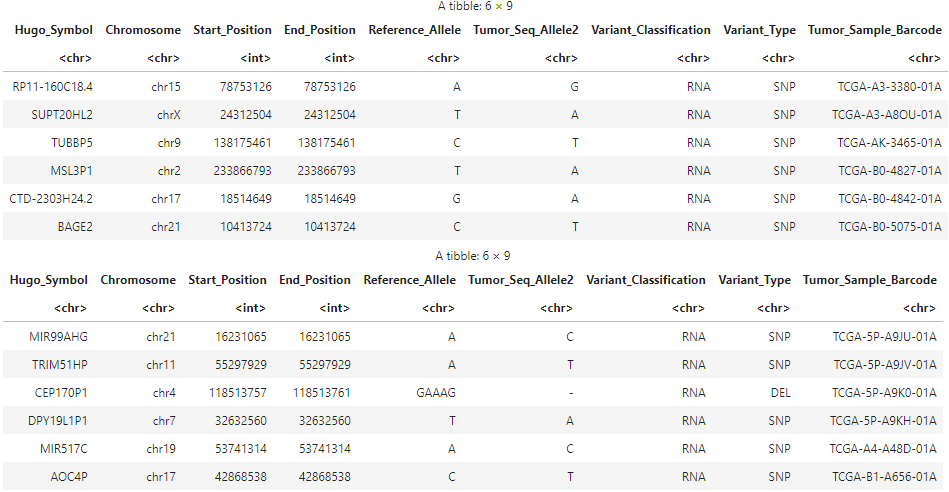 A tibble: 6 × 9
Hugo_Symbol Chromosome Start_Position End_Position Reference_Allele Tumor_Seq_Allele2 Variant_Classification Variant_Type Tumor_Sample_Barcode
<chr> <chr> <int> <int> <chr> <chr> <chr> <chr> <chr>
RP11-160C18.4 chr15 78753126 78753126 A G RNA SNP TCGA-A3-3380-01A
SUPT20HL2 chrX 24312504 24312504 T A RNA SNP TCGA-A3-A8OU-01A
TUBBP5 chr9 138175461 138175461 C T RNA SNP TCGA-AK-3465-01A
MSL3P1 chr2 233866793 233866793 T A RNA SNP TCGA-B0-4827-01A
CTD-2303H24.2 chr17 18514649 18514649 G A RNA SNP TCGA-B0-4842-01A
BAGE2 chr21 10413724 10413724 C T RNA SNP TCGA-B0-5075-01A
A tibble: 6 × 9
Hugo_Symbol Chromosome Start_Position End_Position Reference_Allele Tumor_Seq_Allele2 Variant_Classification Variant_Type Tumor_Sample_Barcode
<chr> <chr> <int> <int> <chr> <chr> <chr> <chr> <chr>
MIR99AHG chr21 16231065 16231065 A C RNA SNP TCGA-5P-A9JU-01A
TRIM51HP chr11 55297929 55297929 A T RNA SNP TCGA-5P-A9JV-01A
CEP170P1 chr4 118513757 118513761 GAAAG - RNA DEL TCGA-5P-A9K0-01A
DPY19L1P1 chr7 32632560 32632560 T A RNA SNP TCGA-5P-A9KH-01A
MIR517C chr19 53741314 53741314 A C RNA SNP TCGA-A4-A48D-01A
AOC4P chr17 42868538 42868538 C T RNA SNP TCGA-B1-A656-01A